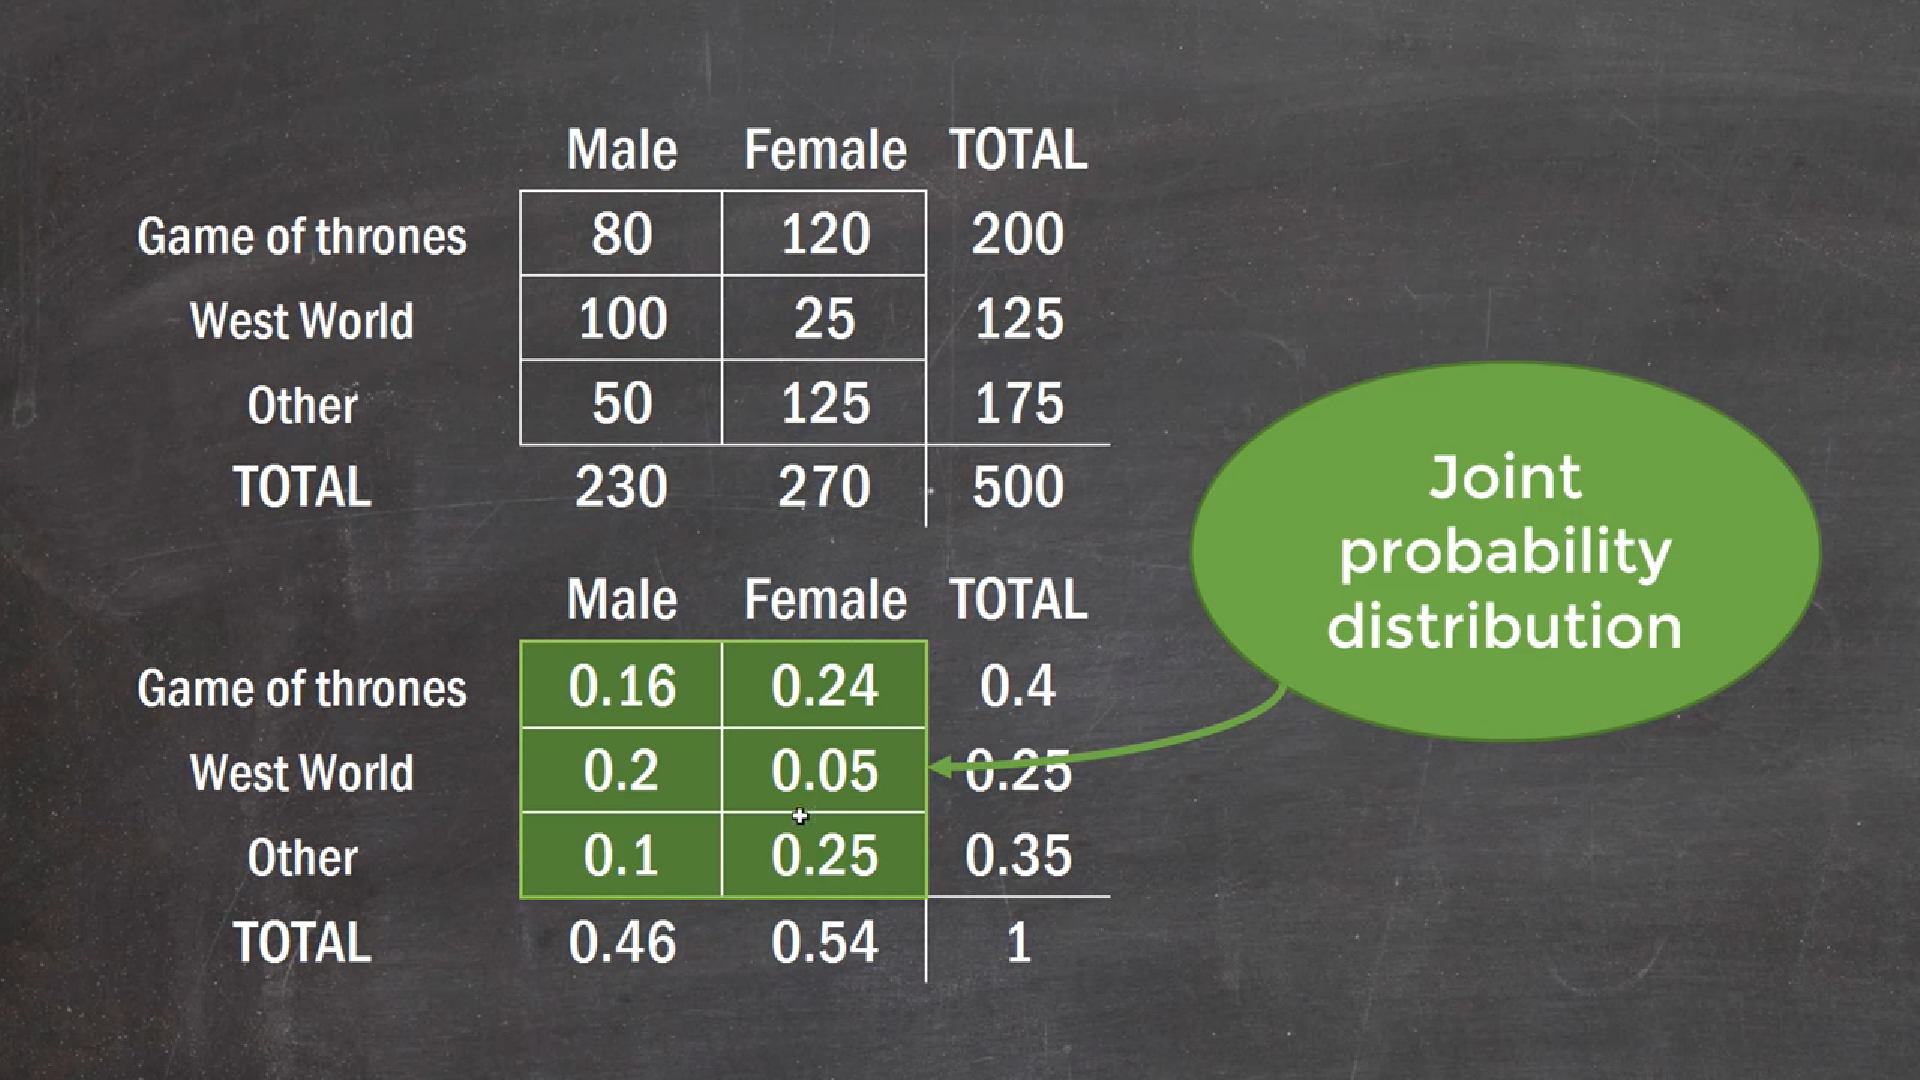 Male Female TOTAL
Game of thrones 80 120 200
West World 100 25 125
Other 50 125 175
TOTAL 230 270 500
Male Female TOTAL
Game of thrones 0.16 0.24 0.4
West World 0.2 0.05 0.25
Other 0.1 0.25 0.35
TOTAL 0.46 0.54 1
Joint
probability
distribution